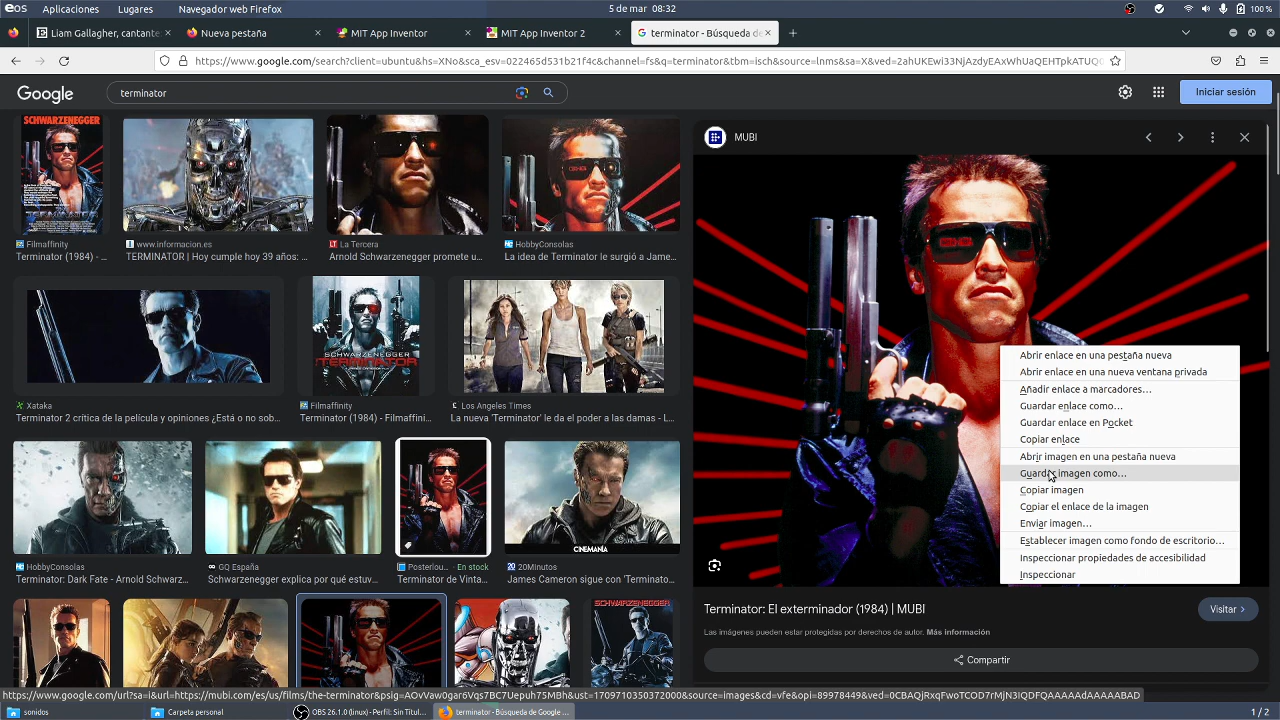 eos Aplicaciones Lugares Navegador web Firefox 5 de mar 08:32 100 %
Liam Gallagher, cantante. Nueva pestaña MIT App Inventor MIT App Inventor 2 terminator - Búsqueda de
https://www.google.com/search?client=ubuntu&hs=XNo&sca_esv=022465d531b21f4c&channel=fs&q=terminator&tbm=isch&source=lnms&sa=X&ved=2ahUKEwi33NjAzdyEAxWhUaQEHTpkATUQ
Google terminator Iniciar sesión
SCHWARZENEGGER
MUBI
Filmaffinity www.informacion.es La Tercera HobbyConsolas
Terminator (1984) - ... TERMINATOR | Hoy cumple hoy 39 años: ... Arnold Schwarzenegger promete u... La idea de Terminator le surgió a Jame...
SCHWARZENEGGER
TERMINATOR
Xataka Filmaffinity Los Angeles Times
Terminator 2 crítica de la película y opiniones ¿Está o no sob... Terminator (1984) - Filmaffini... La nueva 'Terminator' le da el poder a las damas - L...
CINEMANÍA
HobbyConsolas GQ España Posterlou... · En stock 20Minutos
Terminator: Dark Fate - Arnold Schwarz... Schwarzenegger explica por qué estuv... Terminator de Vinta... James Cameron sigue con 'Terminato...
SCHWARZENEGGER
Abrir enlace en una pestaña nueva
Abrir enlace en una nueva ventana privada
Añadir enlace a marcadores...
Guardar enlace como...
Guardar enlace en Pocket
Copiar enlace
Abrir imagen en una pestaña nueva
Guardar imagen como...
Copiar imagen
Copiar el enlace de la imagen
Enviar imagen...
Establecer imagen como fondo de escritorio...
Inspeccionar propiedades de accesibilidad
Inspeccionar
Terminator: El exterminador (1984) | MUBI Visitar
Las imágenes pueden estar protegidas por derechos de autor. Más información
Compartir
https://www.google.com/url?sa=i&url=https://mubi.com/es/us/films/the-terminator&psig=AOvVaw0gar6Vqs7BC7Uepuh75MBh&ust=1709710350372000&source=images&cd=vfe&opi=89978449&ved=0CBAQjRxqFwoTCOD7rMjN3IQDFQAAAAAdAAAAABAD
sonidos Carpeta personal OBS 26.1.0 (linux) - Perfil: Sin Titul... terminator - Búsqueda de Google ... 1 / 2